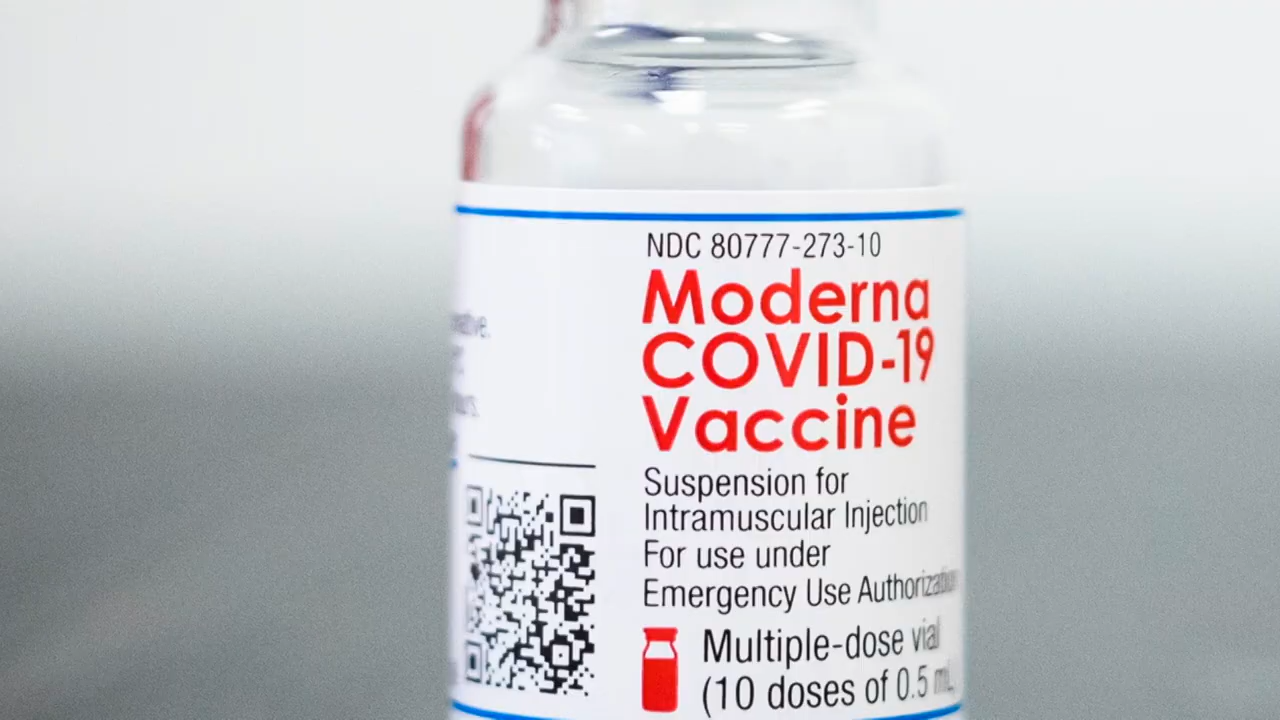 NDC 80777-273-10
Moderna
COVID-19
Vaccine
Suspension for
Intramuscular Injection
For use under
Emergency Use Authorization
Multiple-dose vial
(10 doses of 0.5 mL